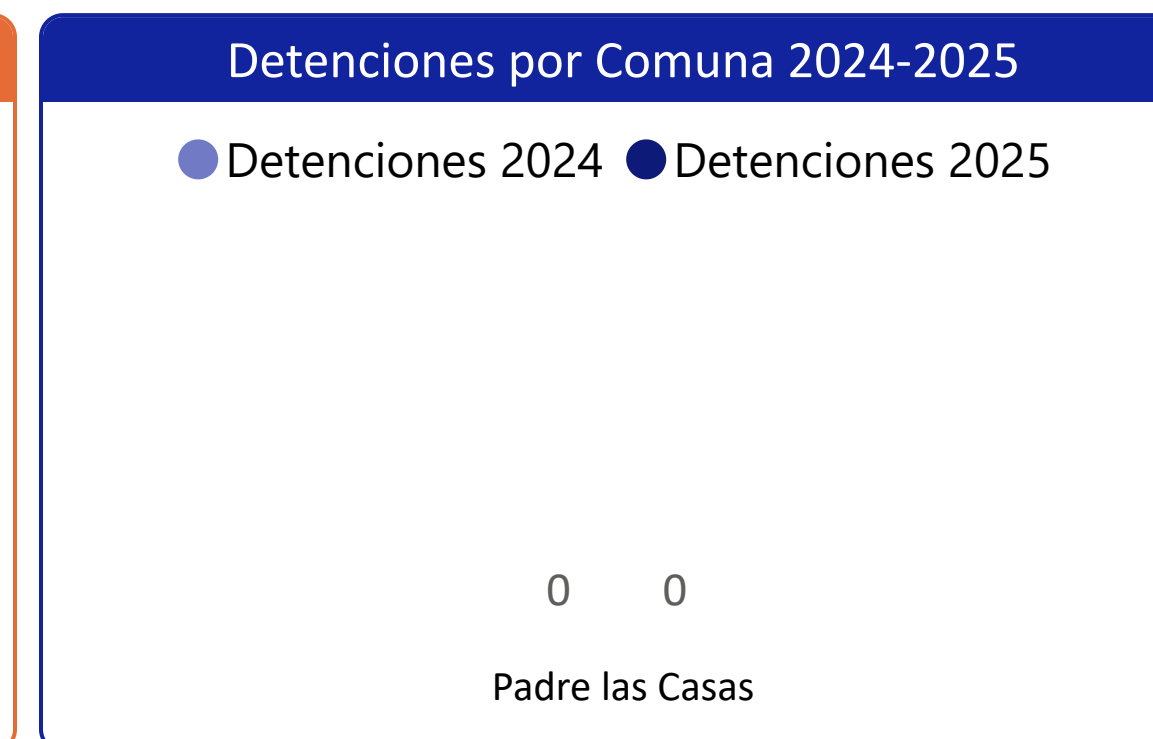 Detenciones por Comuna 2024-2025
Detenciones 2024 Detenciones 2025
0 0
Padre las Casas